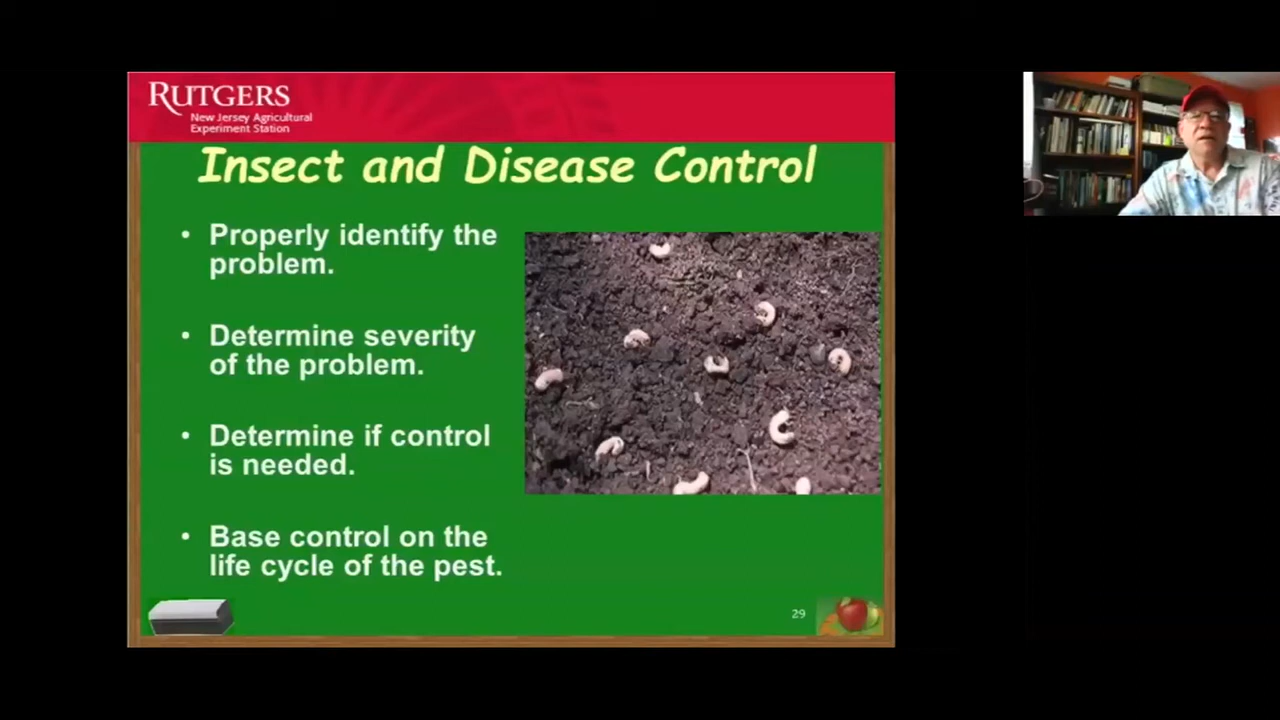 RUTGERS
New Jersey Agricultural
Experiment Station
Insect and Disease Control
• Properly identify the
problem.
• Determine severity
of the problem.
• Determine if control
is needed.
• Base control on the
life cycle of the pest.
29